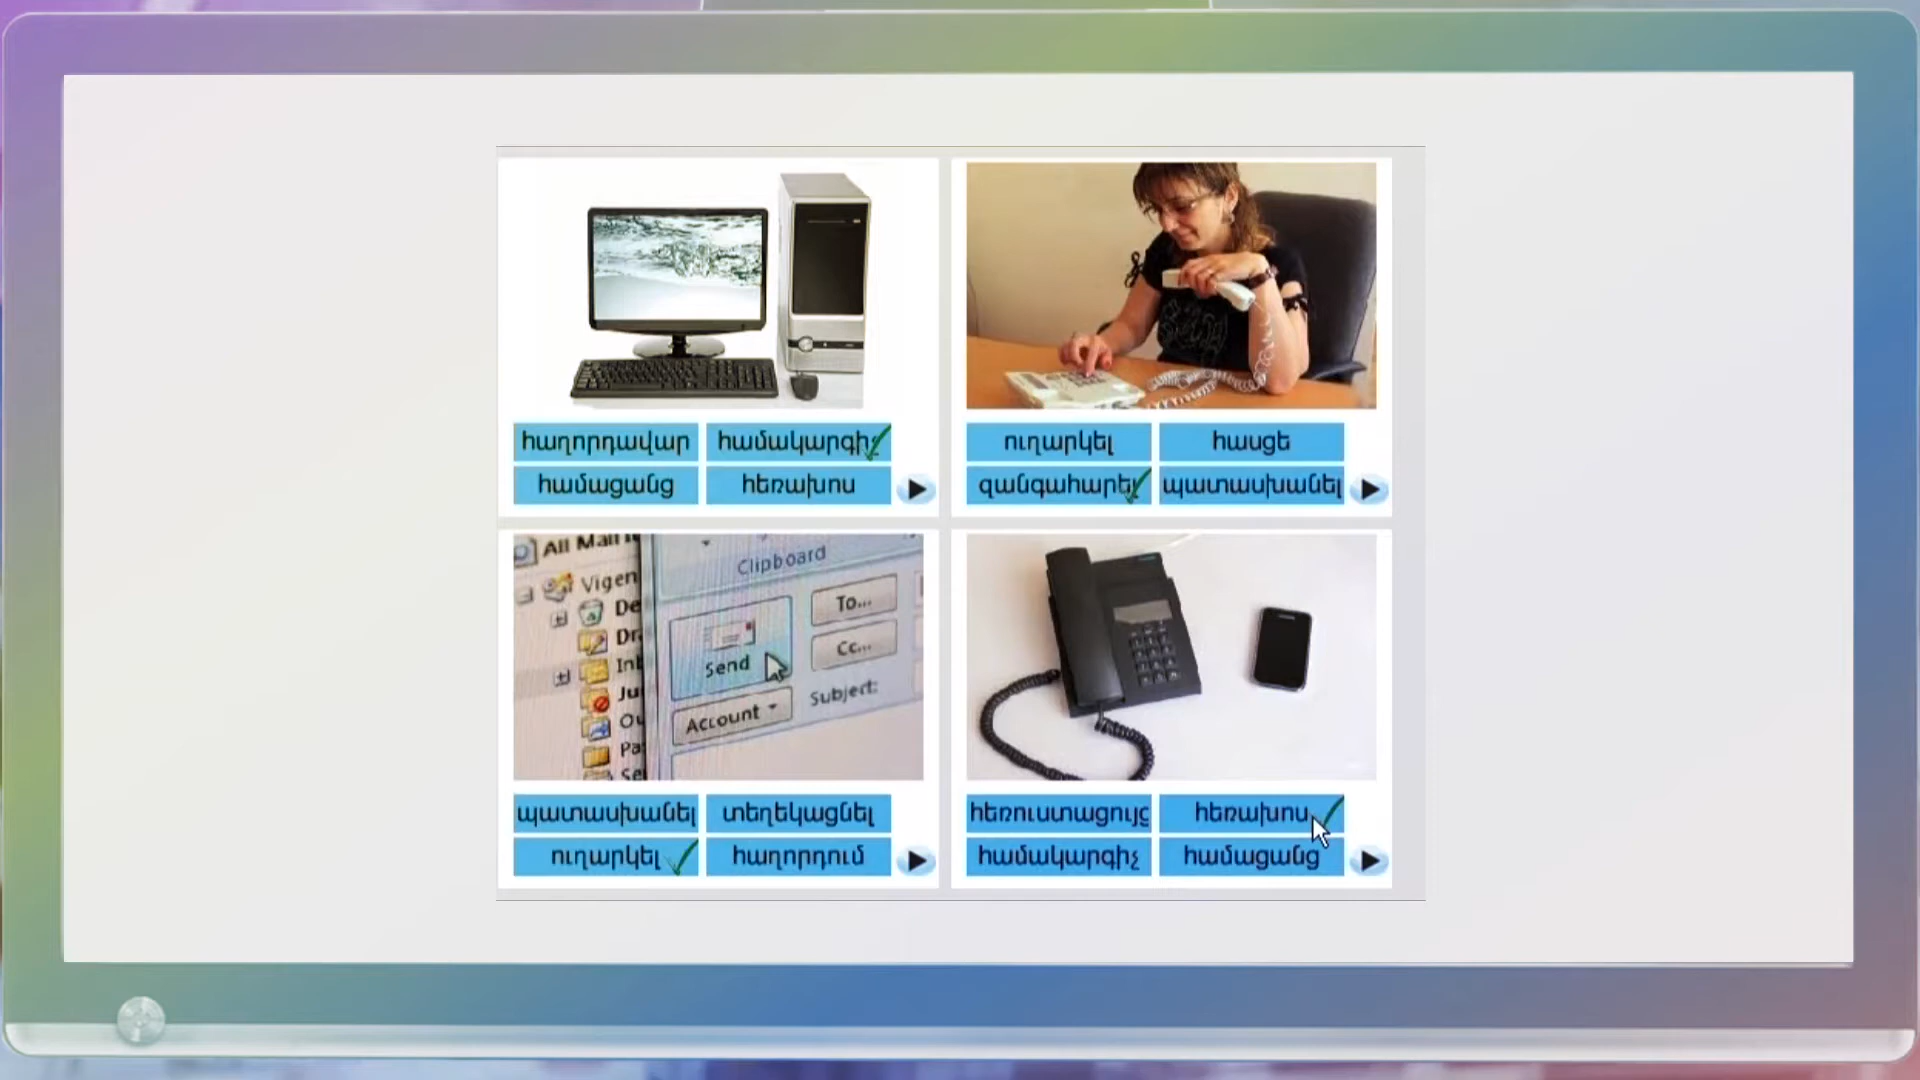 հաղորդավար համակարգիչ
համացանց հեռախոս
ուղարկել հասցե
զանգահարել պատասխանել
All Mail
Clipboard
Vigen
To...
Cc...
Send
Subject:
Account
պատասխանել տեղեկացնել
ուղարկել հաղորդում
հեռուստացույց հեռախոս
համակարգիչ համացանց